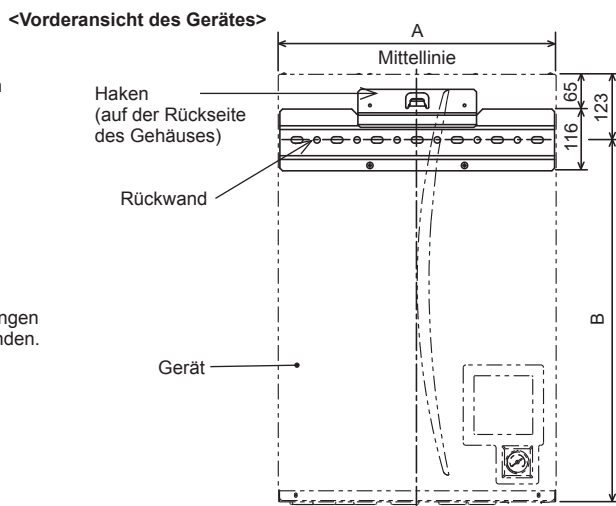 <Vorderansicht des Gerätes>
A
Mittellinie
Haken
(auf der Rückseite
des Gehäuses)
65
123
116
Rückwand
ngen
nden.
B
Gerät